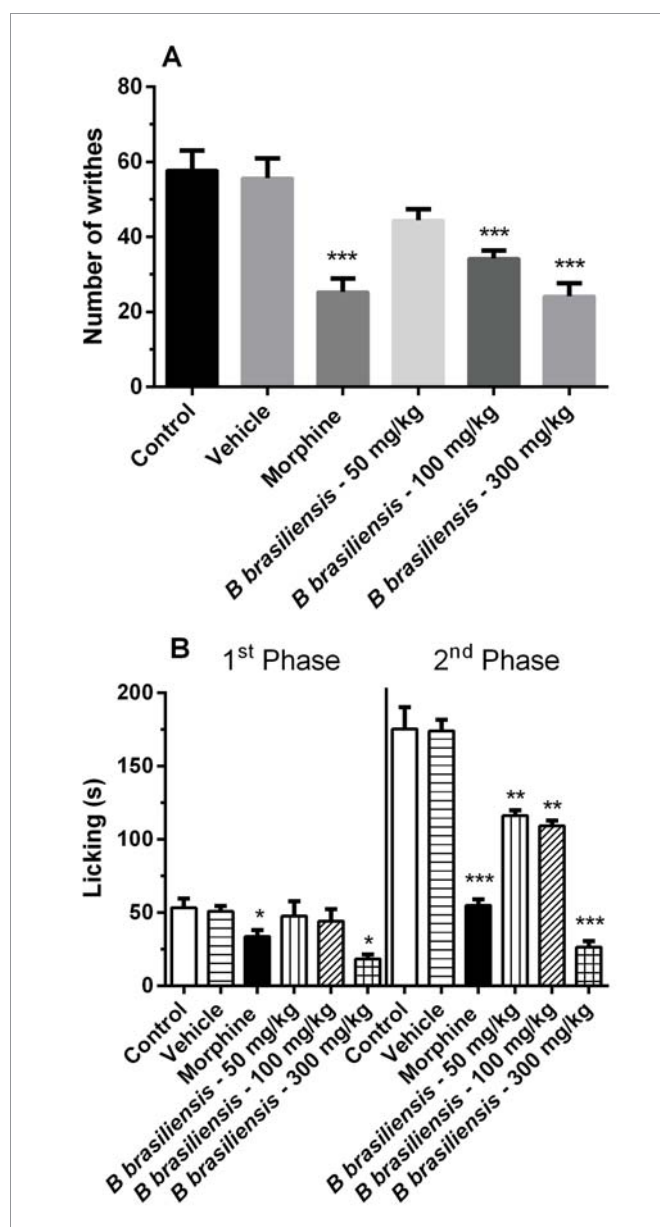 A
Number of writhes
80
60
40
20
0
***
***
***
Control
Vehicle
Morphine
B brasiliensis - 50 mg/kg
B brasiliensis - 100 mg/kg
B brasiliensis - 300 mg/kg
B
1st Phase
2nd Phase
Licking (s)
200
150
100
50
0
*
*
***
**
**
***
Control
Vehicle
Morphine
B brasiliensis - 50 mg/kg
B brasiliensis - 100 mg/kg
B brasiliensis - 300 mg/kg
Control
Vehicle
Morphine
B brasiliensis - 50 mg/kg
B brasiliensis - 100 mg/kg
B brasiliensis - 300 mg/kg